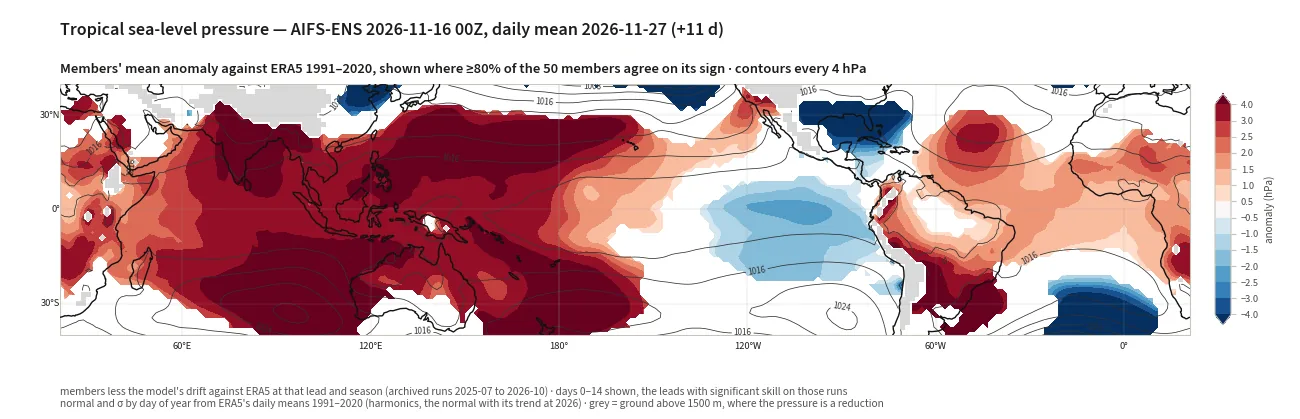 Tropical sea-level pressure — AIFS-ENS 2026-11-16 00Z, daily mean 2026-11-27 (+11 d)
Members' mean anomaly against ERA5 1991–2020, shown where ≥80% of the 50 members agree on its sign · contours every 4 hPa
1016
1016
1016
30°N
0°
30°S
1016
1016
1016
1016
1024
1016
1016
60°E
120°E
180°
120°W
60°W
0°
4.0
3.0
2.5
2.0
1.5
1.0
0.5
−0.5
−1.0
−1.5
−2.0
−2.5
−3.0
−4.0
anomaly (hPa)
members less the model's drift against ERA5 at that lead and season (archived runs 2025-07 to 2026-10) · days 0–14 shown, the leads with significant skill on those runs
normal and σ by day of year from ERA5's daily means 1991–2020 (harmonics, the normal with its trend at 2026) · grey = ground above 1500 m, where the pressure is a reduction